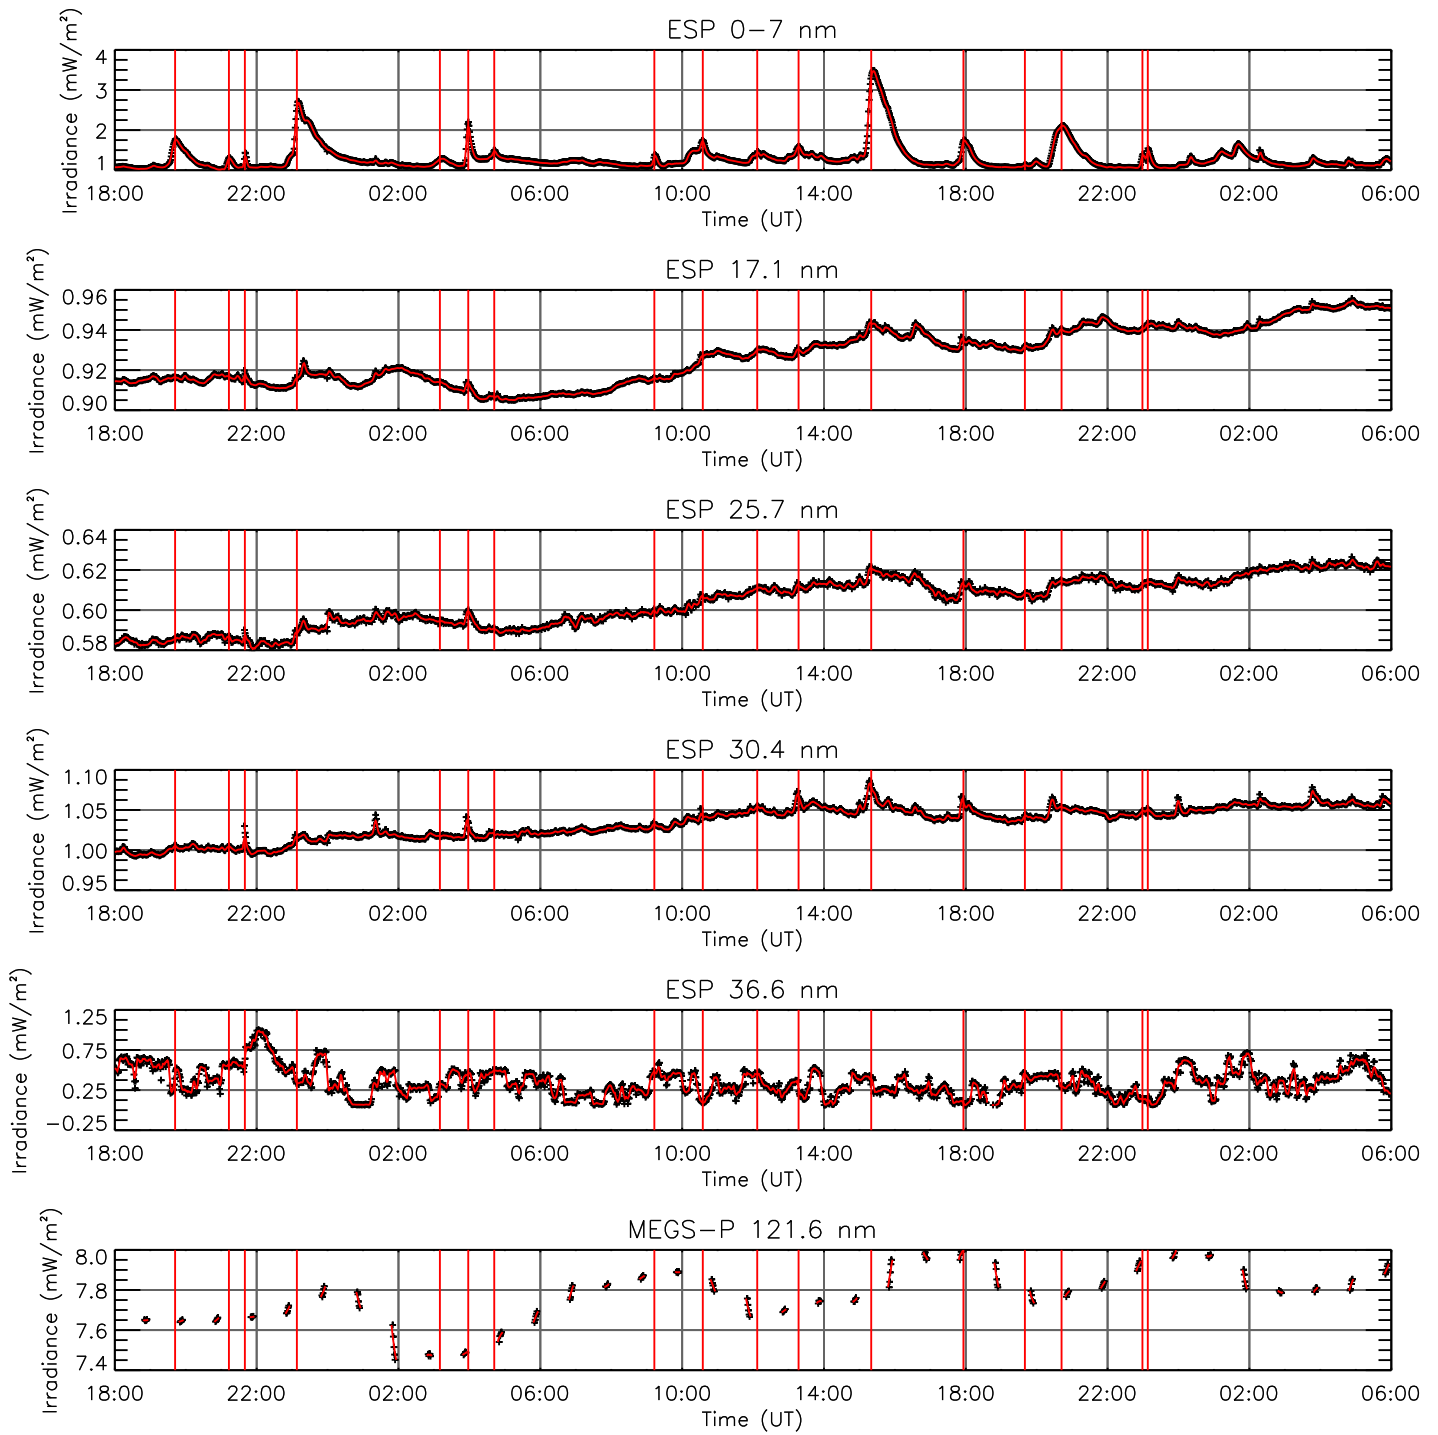 ESP 0-7 nm
Irradiance (mW/m²)
4
3
2
1
18:00 22:00 02:00 06:00 10:00 14:00 18:00 22:00 02:00 06:00
Time (UT)
ESP 17.1 nm
Irradiance (mW/m²)
0.96
0.94
0.92
0.90
18:00 22:00 02:00 06:00 10:00 14:00 18:00 22:00 02:00 06:00
Time (UT)
ESP 25.7 nm
Irradiance (mW/m²)
0.64
0.62
0.60
0.58
18:00 22:00 02:00 06:00 10:00 14:00 18:00 22:00 02:00 06:00
Time (UT)
ESP 30.4 nm
Irradiance (mW/m²)
1.10
1.05
1.00
0.95
18:00 22:00 02:00 06:00 10:00 14:00 18:00 22:00 02:00 06:00
Time (UT)
ESP 36.6 nm
Irradiance (mW/m²)
1.25
0.75
0.25
-0.25
18:00 22:00 02:00 06:00 10:00 14:00 18:00 22:00 02:00 06:00
Time (UT)
MEGS-P 121.6 nm
Irradiance (mW/m²)
8.0
7.8
7.6
7.4
18:00 22:00 02:00 06:00 10:00 14:00 18:00 22:00 02:00 06:00
Time (UT)